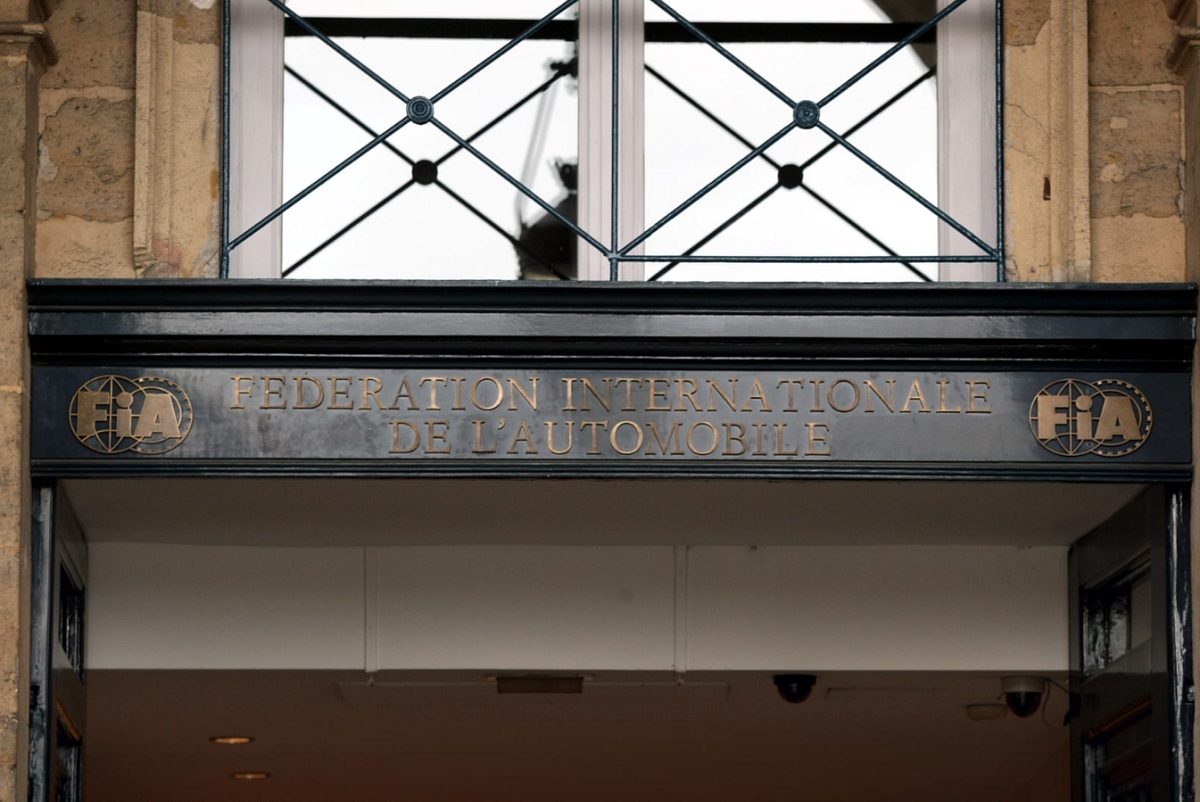 FiA
FEDERATION INTERNATIONALE
DE L'AUTOMOBILE
FiA